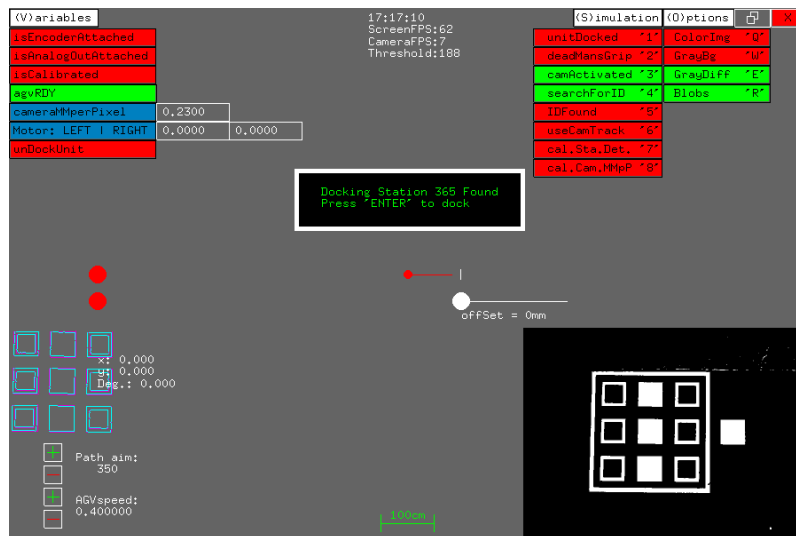 (V)ariables
isEncoderAttached
isAnalogOutAttached
isCalibrated
agvRDY
cameraMMperPixel 0.2300
Motor: LEFT | RIGHT 0.0000 0.0000
unDockUnit
17:17:10
ScreenFPS:62
CameraFPS:7
Threshold:188
(S)imulation (O)ptions X
unitDocked "1" ColorImg "Q"
deadMansGrip "2" GrayBg "W"
camActivated "3" GrayDiff "E"
searchForID "4" Blobs "R"
IDFound "5"
useCamTrack "6"
cal.Sta.Det. "7"
cal.Cam.MMpP "8"
Docking Station 365 Found
Press "ENTER" to dock
offSet = 0mm
x: 0.000
y: 0.000
Deg.: 0.000
+ Path aim:
- 350
+ AGVspeed:
- 0.400000
100cm